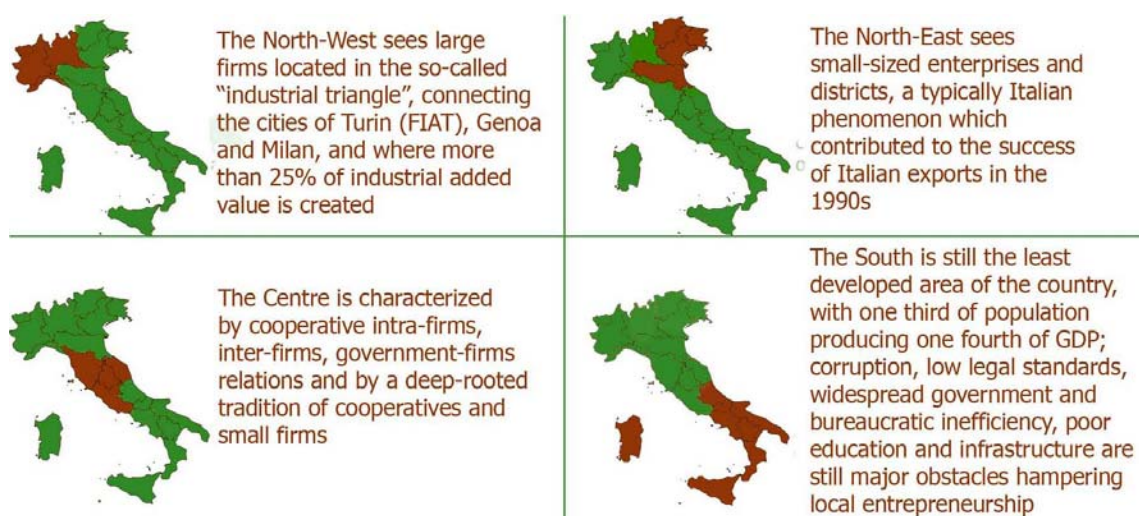 The North-West sees large
firms located in the so-called
“industrial triangle”, connecting
the cities of Turin (FIAT), Genoa
and Milan, and where more
than 25% of industrial added
value is created
The North-East sees
small-sized enterprises and
districts, a typically Italian
phenomenon which
contributed to the success
of Italian exports in the
1990s
The Centre is characterized
by cooperative intra-firms,
inter-firms, government-firms
relations and by a deep-rooted
tradition of cooperatives and
small firms
The South is still the least
developed area of the country,
with one third of population
producing one fourth of GDP;
corruption, low legal standards,
widespread government and
bureaucratic inefficiency, poor
education and infrastructure are
still major obstacles hampering
local entrepreneurship